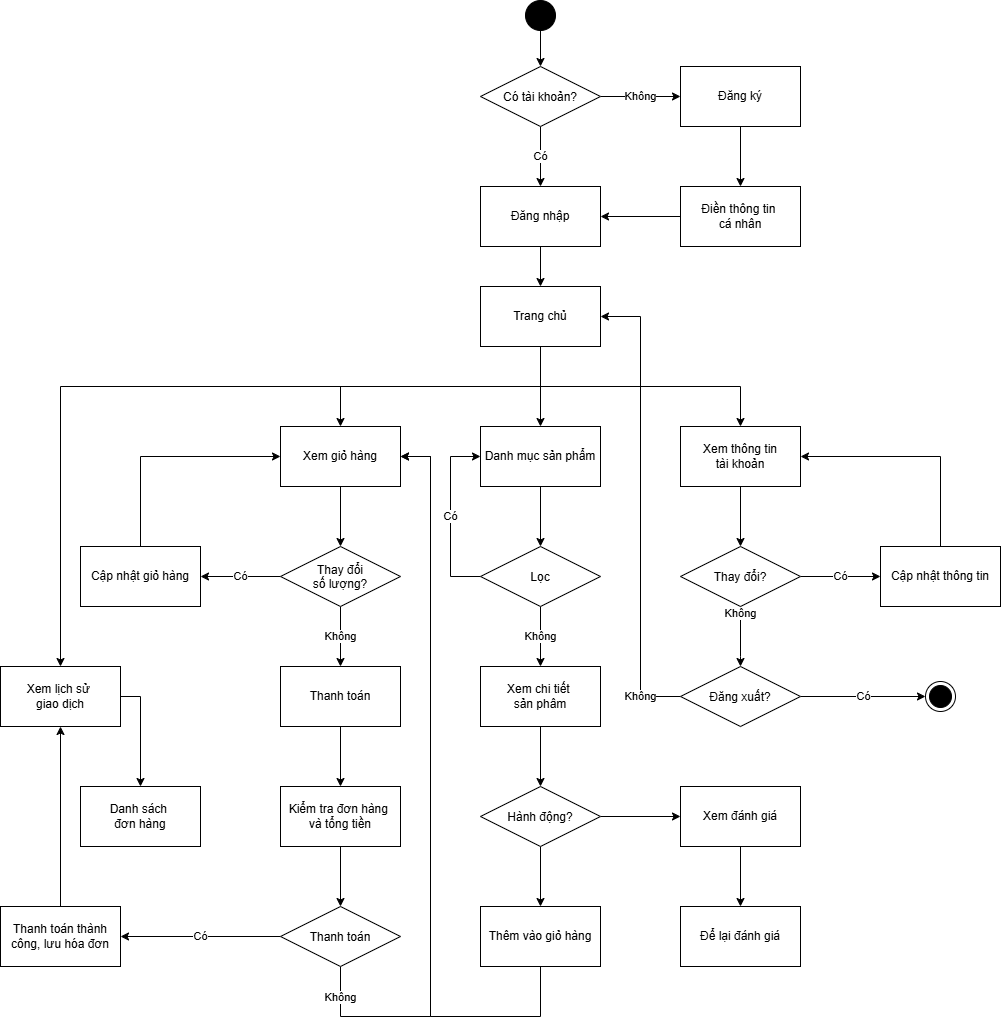 Có tài khoản?
Không
Đăng ký
Có
Đăng nhập
Điền thông tin
cá nhân
Trang chủ
Xem giỏ hàng
Danh mục sản phẩm
Xem thông tin
tài khoản
Có
Cập nhật giỏ hàng
Có
Thay đổi
số lượng?
Lọc
Thay đổi?
Có
Cập nhật thông tin
Không
Không
Không
Xem lịch sử
giao dịch
Thanh toán
Xem chi tiết
sản phâm
Không
Đăng xuất?
Có
Danh sách
đơn hàng
Kiểm tra đơn hàng
và tổng tiền
Hành động?
Xem đánh giá
Thanh toán thành
công, lưu hóa đơn
Có
Thanh toán
Thêm vào giỏ hàng
Để lại đánh giá
Không